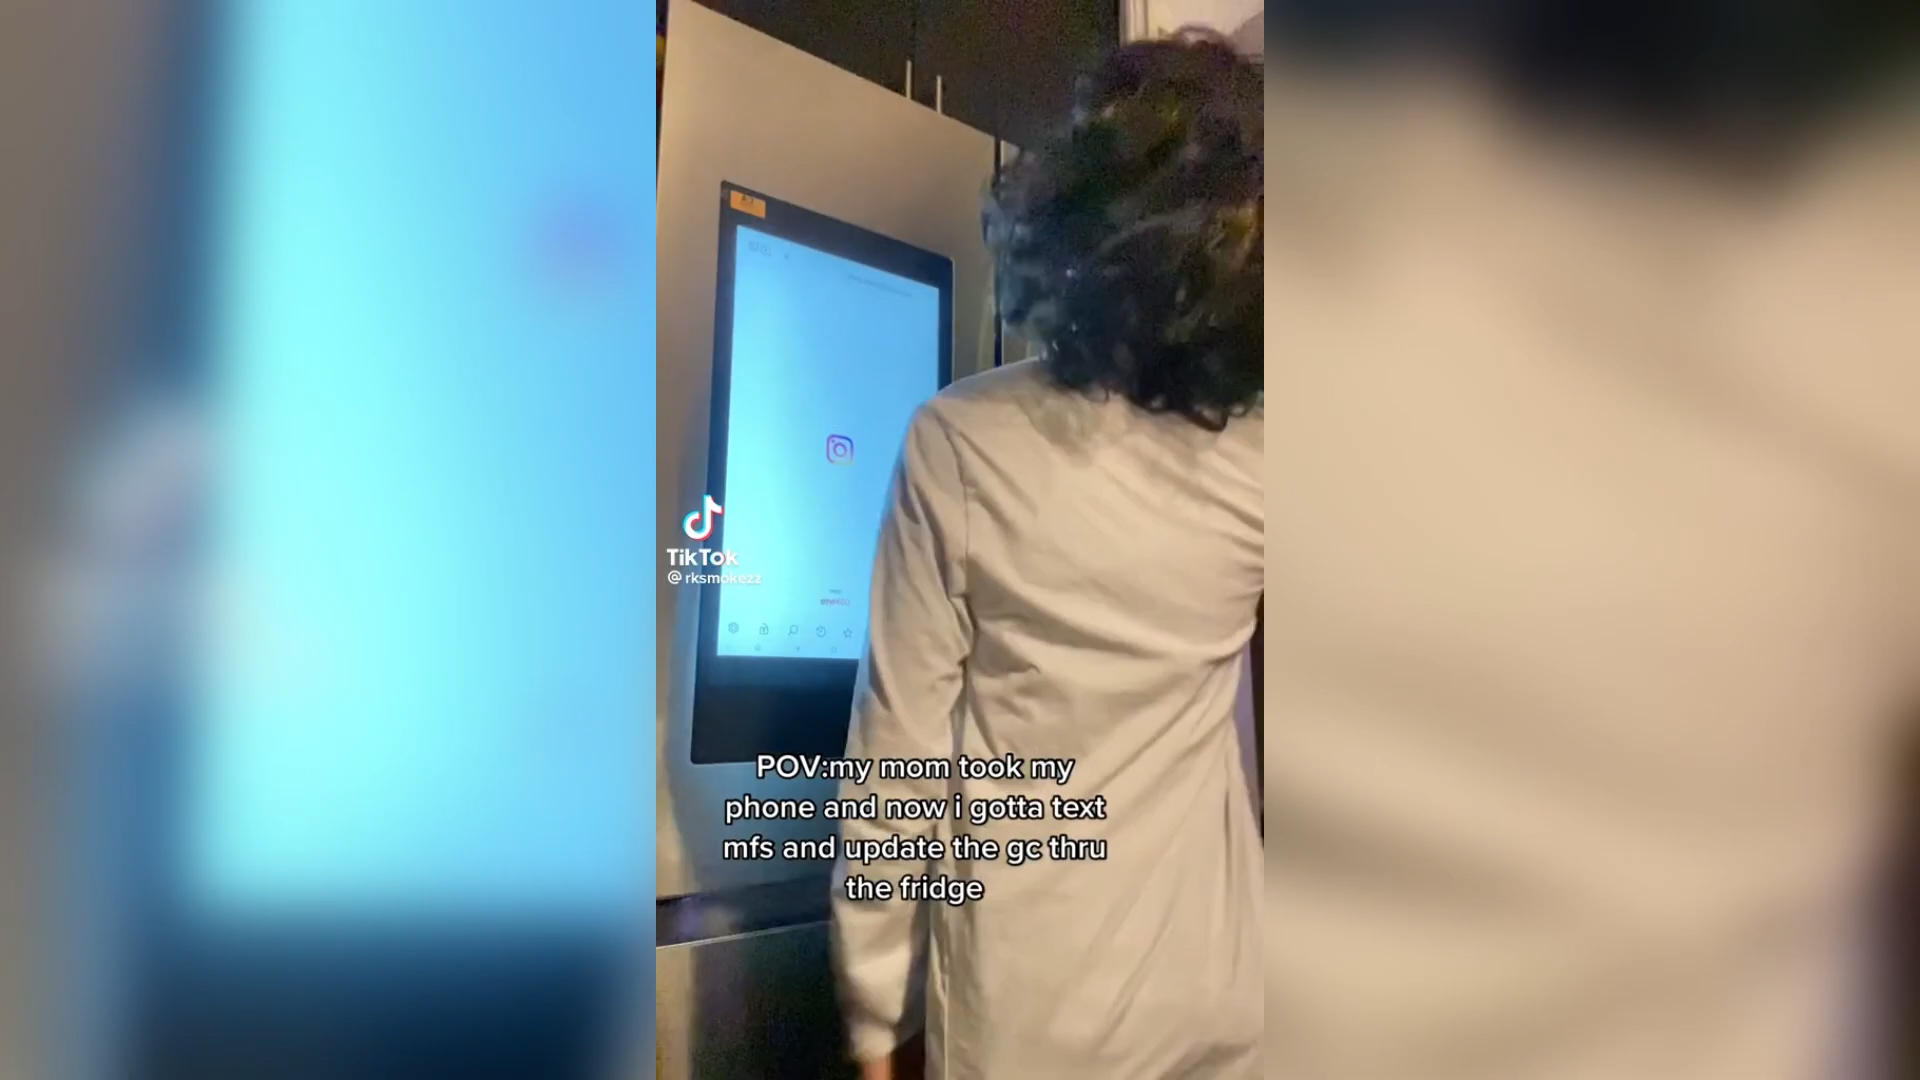 TikTok
@rksmokezz
POV:my mom took my
phone and now i gotta text
mfs and update the gc thru
the fridge